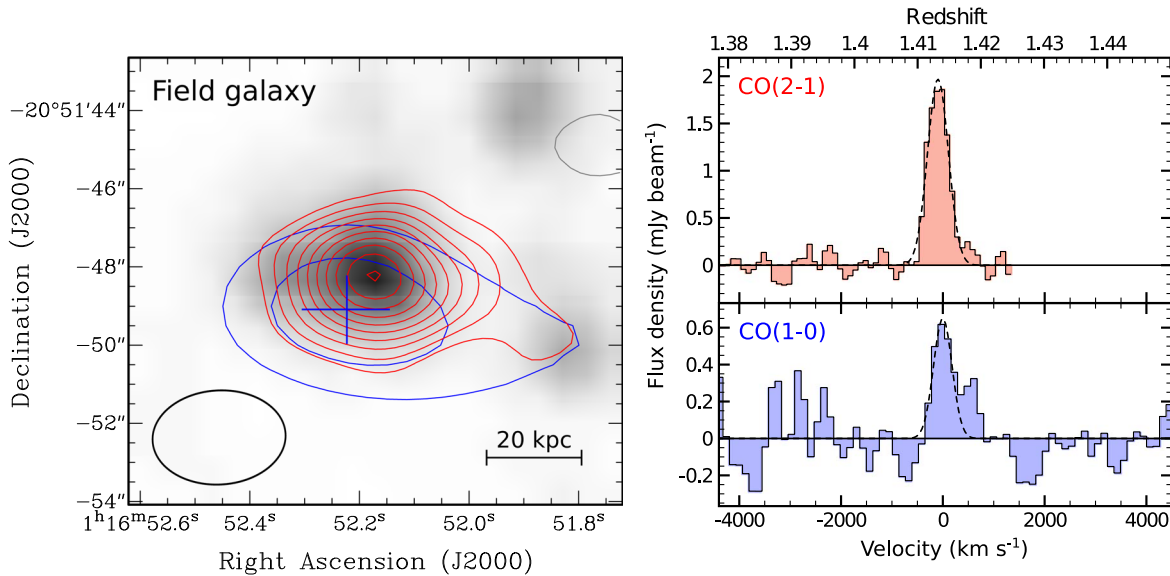 Field galaxy
−20°51′44″
−46″
−48″
−50″
−52″
−54″
Declination (J2000)
20 kpc
1ʰ16ᵐ52.6ˢ
52.4ˢ
52.2ˢ
52.0ˢ
51.8ˢ
Right Ascension (J2000)
Redshift
1.38
1.39
1.4
1.41
1.42
1.43
1.44
CO(2-1)
2
1.5
1
0.5
0
Flux density (mJy beam⁻¹)
CO(1-0)
0.6
0.4
0.2
0
-0.2
-4000
-2000
0
2000
4000
Velocity (km s⁻¹)